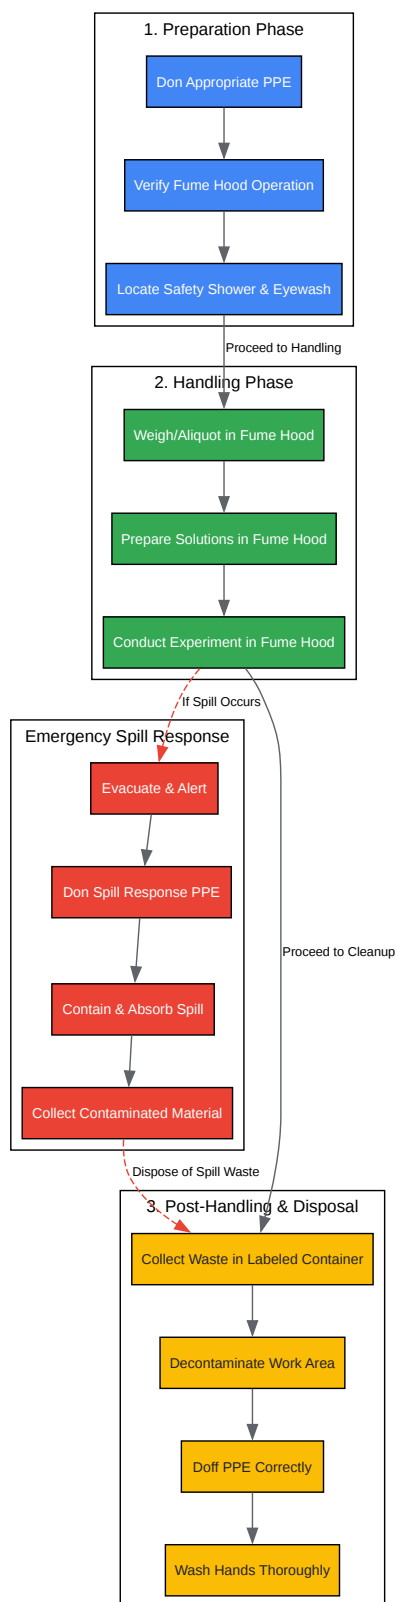 1. Preparation Phase
Don Appropriate PPE
Verify Fume Hood Operation
Locate Safety Shower & Eyewash
Proceed to Handling
2. Handling Phase
Weigh/Aliquot in Fume Hood
Prepare Solutions in Fume Hood
Conduct Experiment in Fume Hood
If Spill Occurs
Emergency Spill Response
Evacuate & Alert
Don Spill Response PPE
Proceed to Cleanup
Contain & Absorb Spill
Collect Contaminated Material
Dispose of Spill Waste
3. Post-Handling & Disposal
Collect Waste in Labeled Container
Decontaminate Work Area
Doff PPE Correctly
Wash Hands Thoroughly